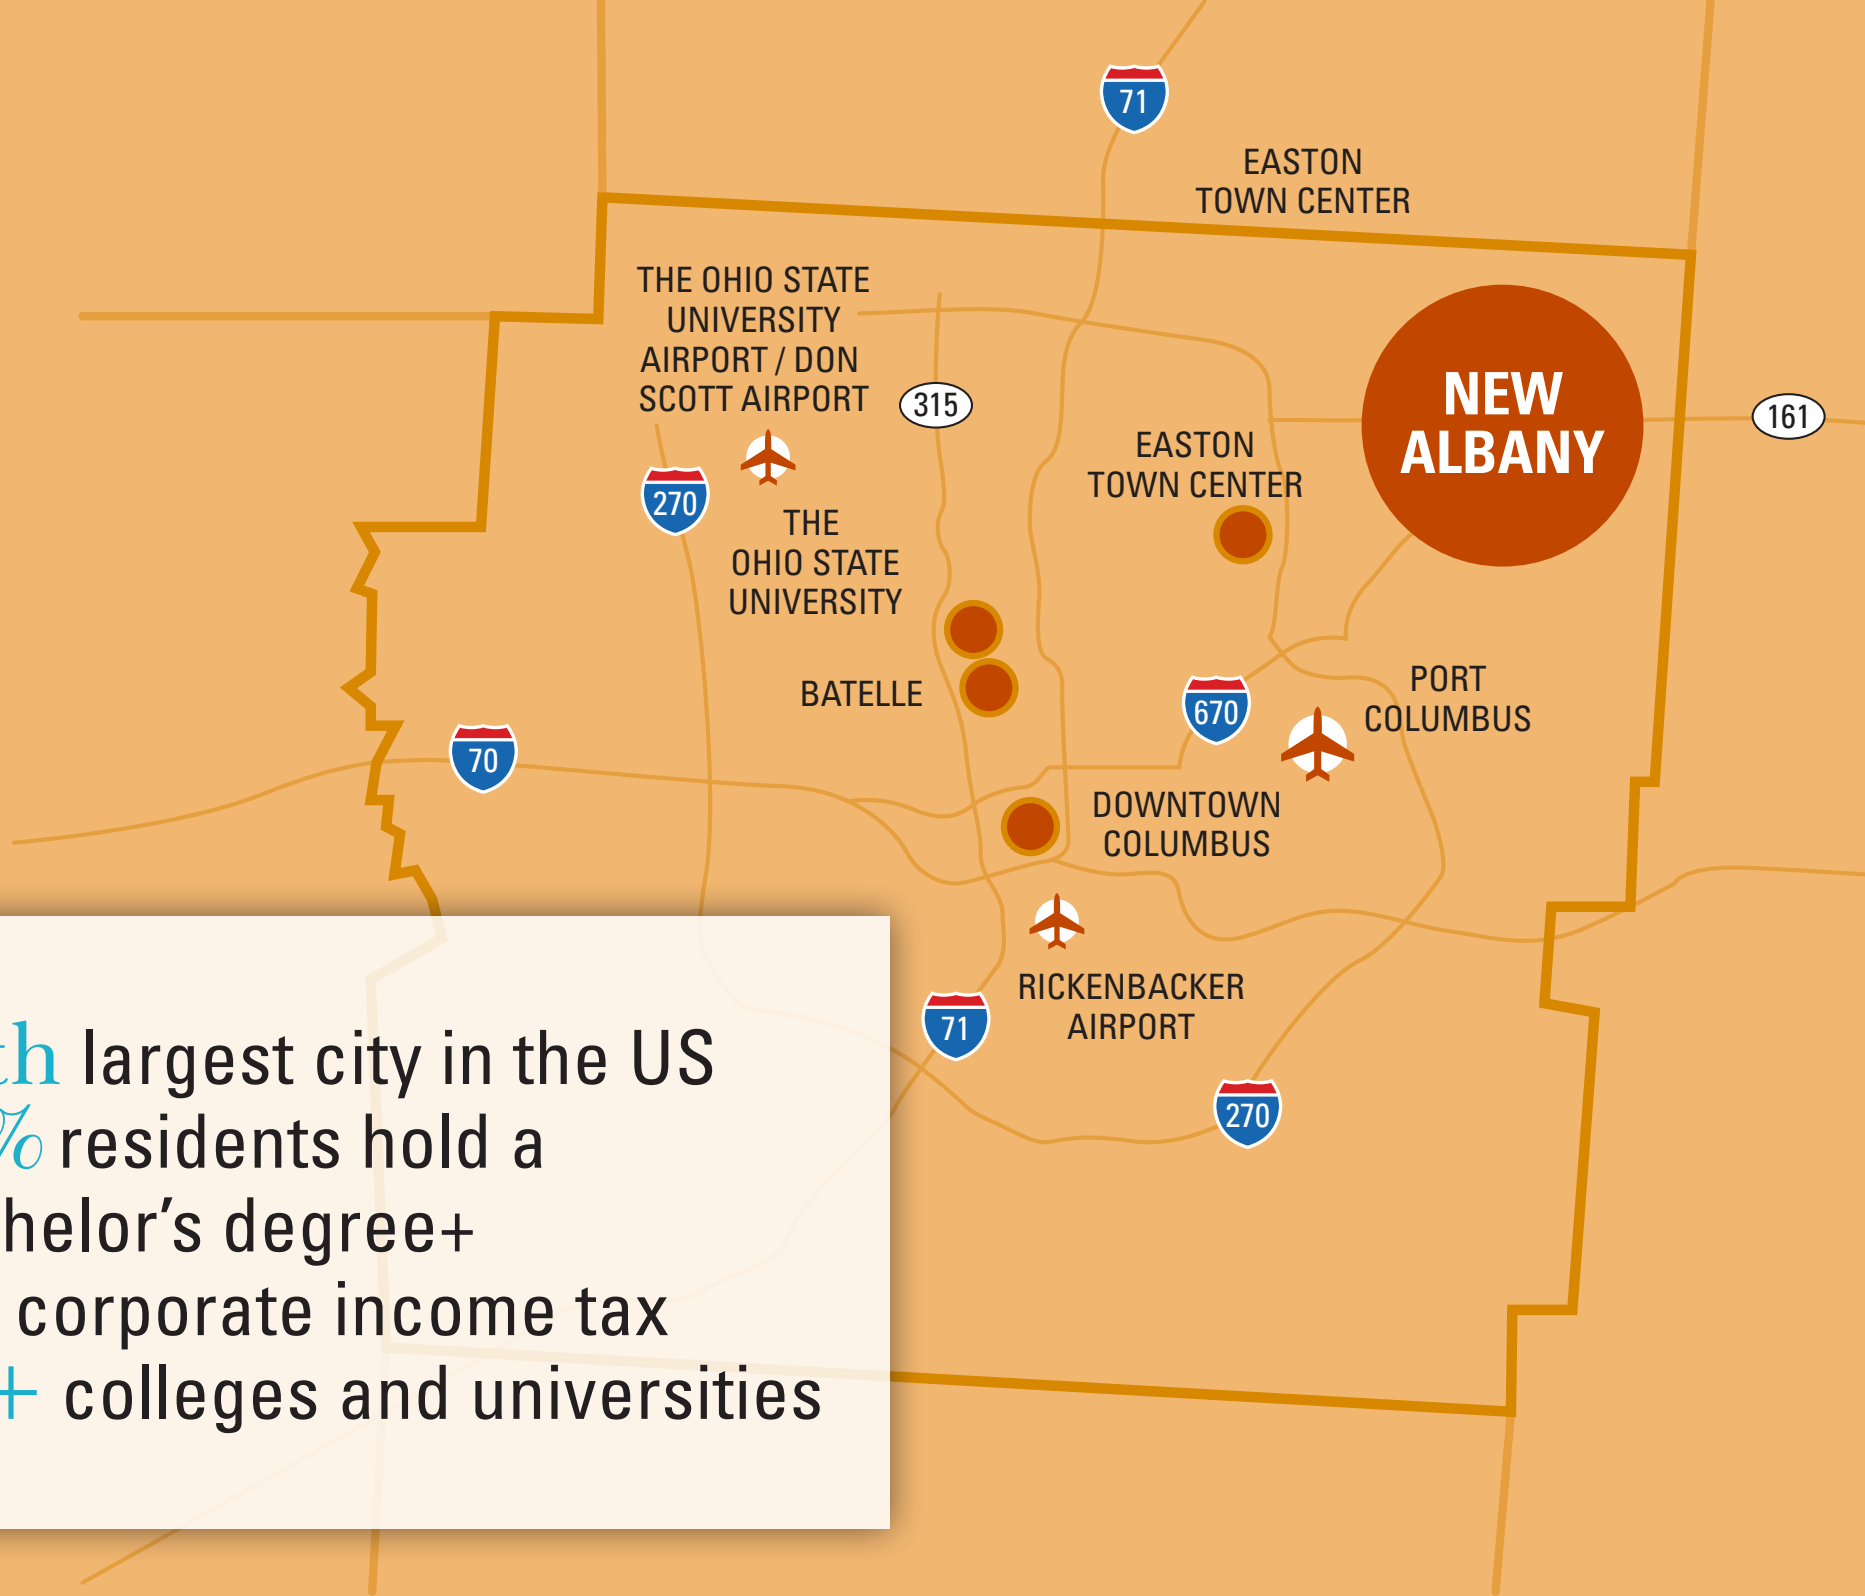 71
EASTON
TOWN CENTER
THE OHIO STATE
UNIVERSITY
AIRPORT / DON
SCOTT AIRPORT
315
NEW
ALBANY
161
EASTON
TOWN CENTER
270
THE
OHIO STATE
UNIVERSITY
BATELLE
670
PORT
COLUMBUS
70
DOWNTOWN
COLUMBUS
RICKENBACKER
AIRPORT
71
270
th largest city in the US
% residents hold a
helor's degree+
corporate income tax
+ colleges and universities